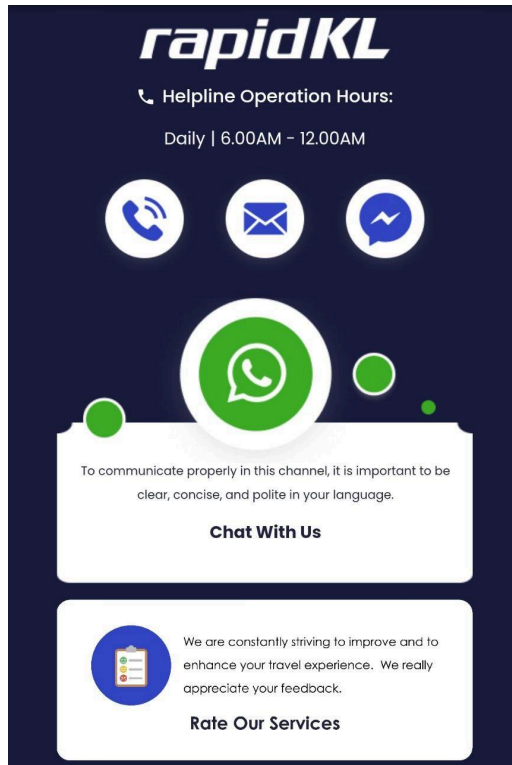 rapidKL
Helpline Operation Hours:
Daily | 6.00AM - 12.00AM
To communicate properly in this channel, it is important to be
clear, concise, and polite in your language.
Chat With Us
We are constantly striving to improve and to
enhance your travel experience. We really
appreciate your feedback.
Rate Our Services